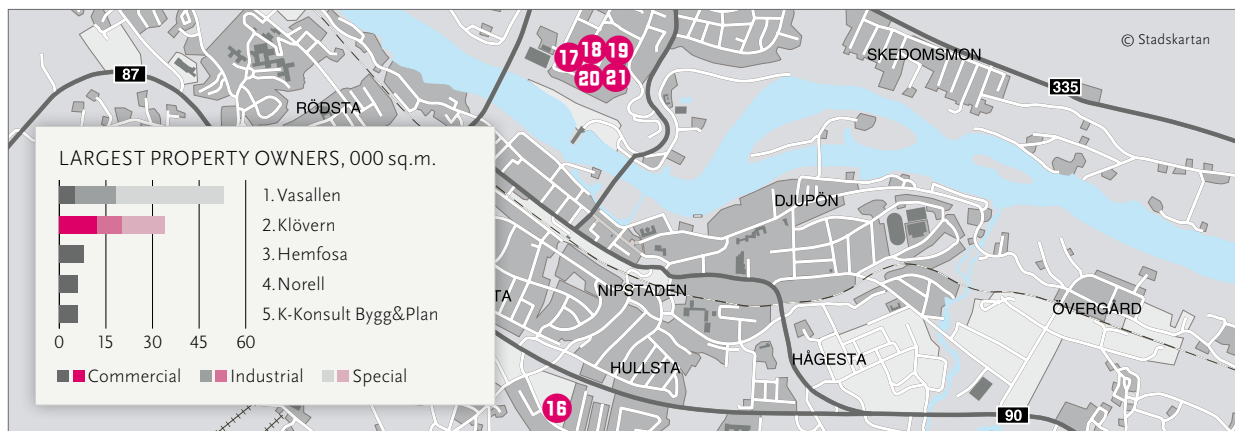 17 18 19
20 21
© Stadskartan
SKEDOMSMON
87
335
RÖDSTA
LARGEST PROPERTY OWNERS, 000 sq.m.
1. Vasallen
2. Klövern
3. Hemfosa
4. Norell
5. K-Konsult Bygg&Plan
0 15 30 45 60
Commercial Industrial Special
DJUPÖN
TA
NIPSTADEN
ÖVERGÅRD
HÅGESTA
HULLSTA
16
90